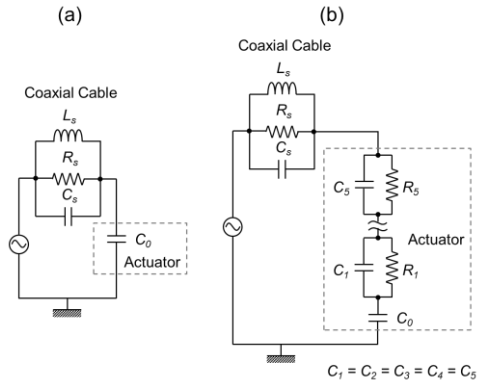 (a)
Coaxial Cable
Ls
Rs
Cs
C0
Actuator
(b)
Coaxial Cable
Ls
Rs
Cs
C5
R5
Actuator
C1
R1
C0
C1 = C2 = C3 = C4 = C5